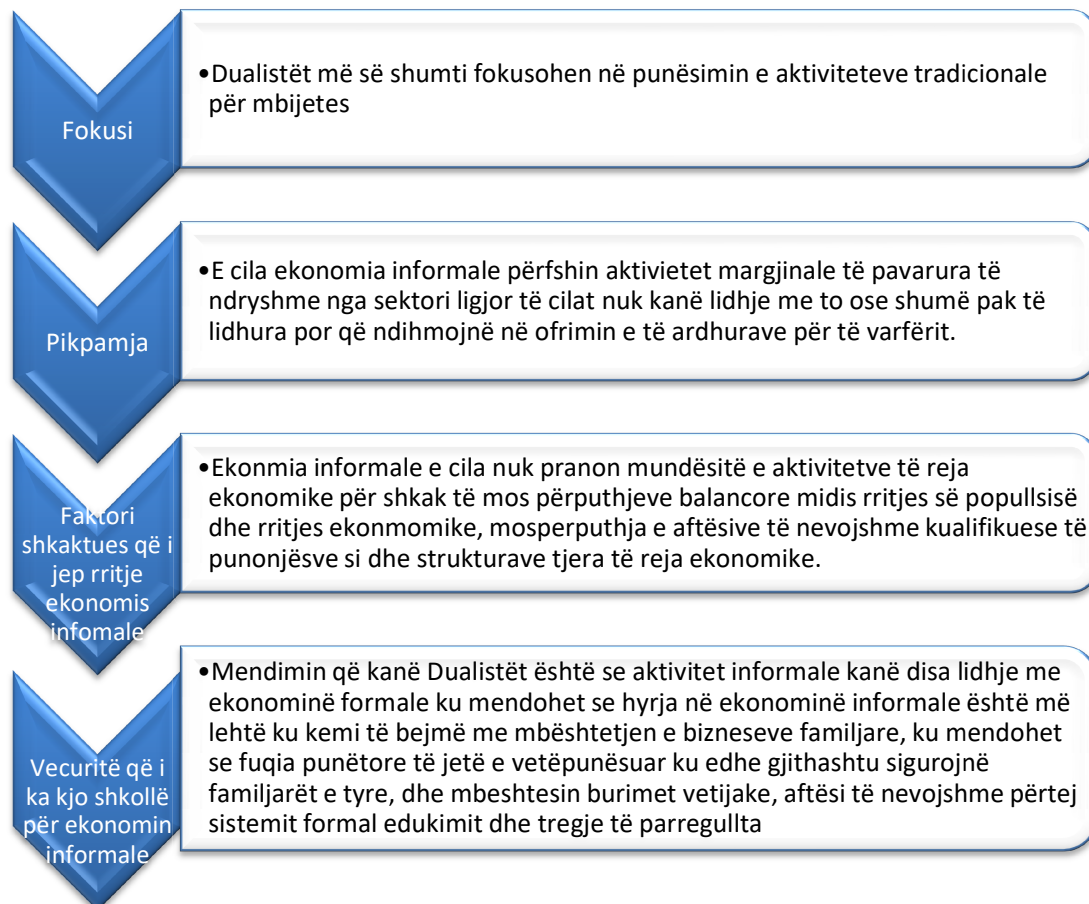 Fokusi
•Dualistët më së shumti fokusohen në punësimin e aktiviteteve tradicionale
për mbijetes
Pikpamja
•E cila ekonomia informale përfshin aktivietet margjinale të pavarura të
ndryshme nga sektori ligjor të cilat nuk kanë lidhje me to ose shumë pak të
lidhura por që ndihmojnë në ofrimin e të ardhurave për të varfërit.
Faktori
shkaktues që i
jep rritje
ekonomis
infomale
•Ekonmia informale e cila nuk pranon mundësitë e aktivitetve të reja
ekonomike për shkak të mos përputhjeve balancore midis rritjes së popullsisë
dhe rritjes ekonmomike, mosperputhja e aftësive të nevojshme kualifikuese të
punonjësve si dhe strukturave tjera të reja ekonomike.
Vecuritë që i
ka kjo shkollë
për ekonomin
informale
•Mendimin që kanë Dualistët është se aktivitet informale kanë disa lidhje me
ekonominë formale ku mendohet se hyrja në ekonominë informale është më
lehtë ku kemi të bejmë me mbështetjen e bizneseve familjare, ku mendohet
se fuqia punëtore të jetë e vetëpunësuar ku edhe gjithashtu sigurojnë
familjarët e tyre, dhe mbeshtesin burimet vetijake, aftësi të nevojshme përtej
sistemit formal edukimit dhe tregje të parregullta